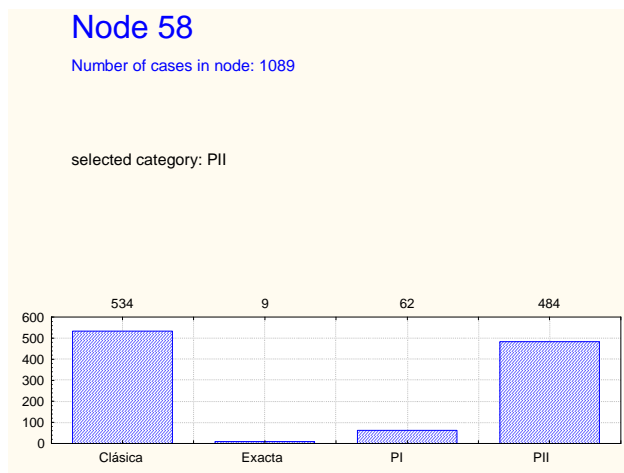 Node 58
Number of cases in node: 1089
selected category: PII
534 9 62 484
600
500
400
300
200
100
0
Clásica Exacta PI PII